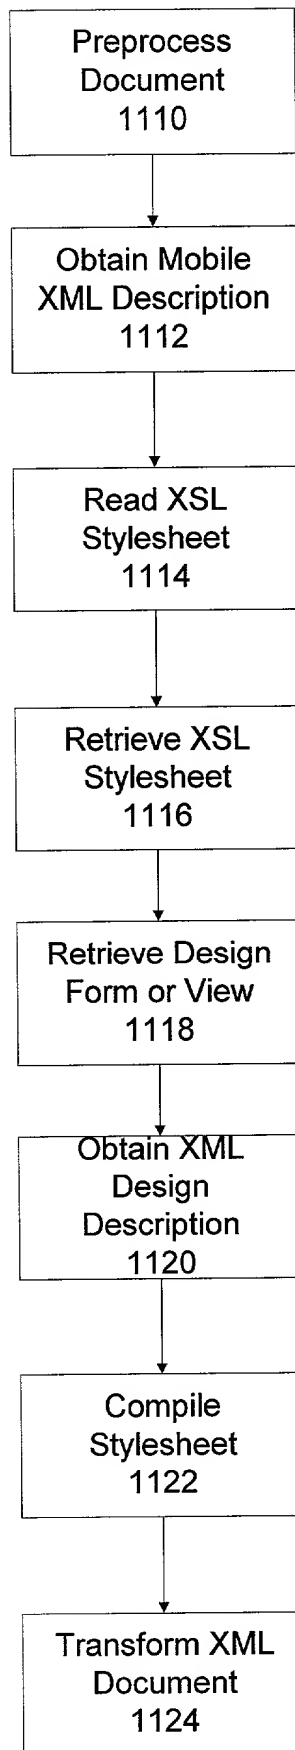 Preprocess
Document
1110
Obtain Mobile
XML Description
1112
Read XSL
Stylesheet
1114
Retrieve XSL
Stylesheet
1116
Retrieve Design
Form or View
1118
Obtain XML
Design
Description
1120
Compile
Stylesheet
1122
Transform XML
Document
1124